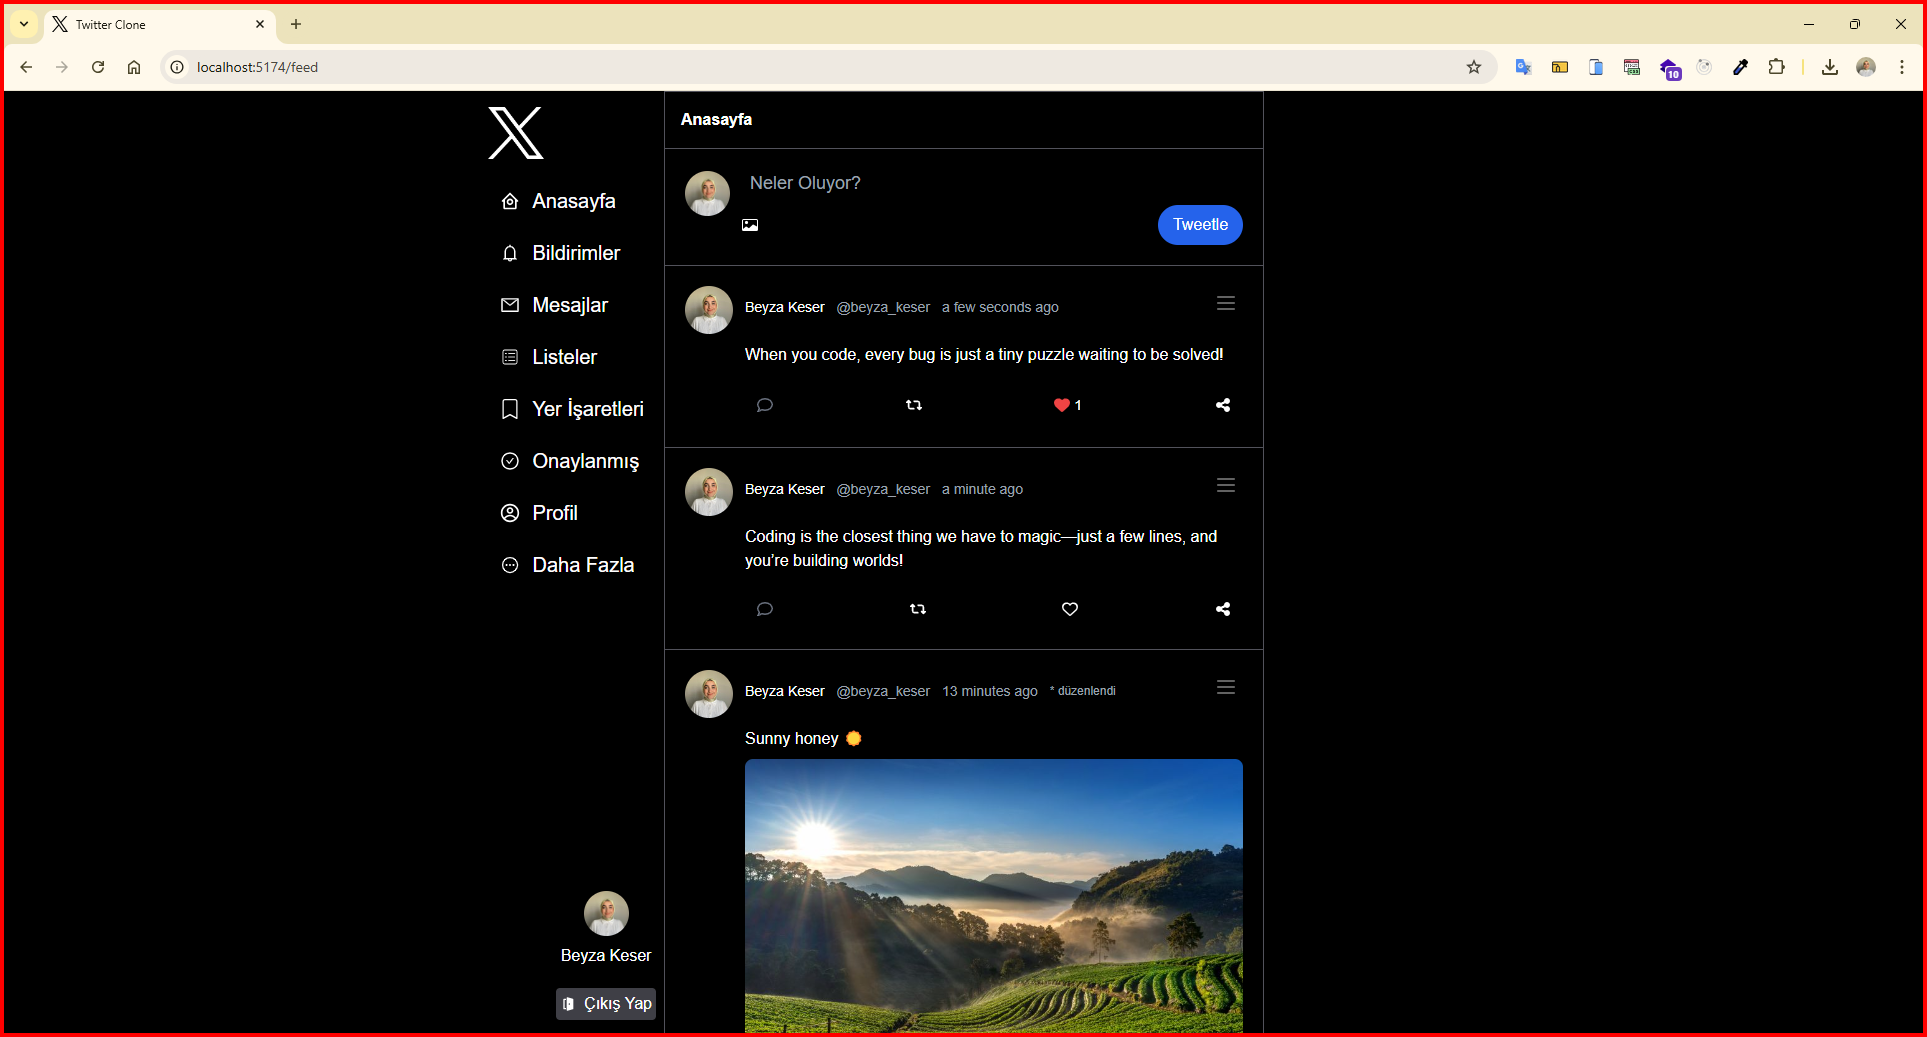 Twitter Clone
localhost:5174/feed
10
Anasayfa
Bildirimler
Mesajlar
Listeler
Yer İşaretleri
Onaylanmış
Profil
Daha Fazla
Beyza Keser
Çıkış Yap
Anasayfa
Neler Oluyor?
Tweetle
Beyza Keser @beyza_keser a few seconds ago
When you code, every bug is just a tiny puzzle waiting to be solved!
1
Beyza Keser @beyza_keser a minute ago
Coding is the closest thing we have to magic—just a few lines, and
you’re building worlds!
Beyza Keser @beyza_keser 13 minutes ago * düzenlendi
Sunny honey